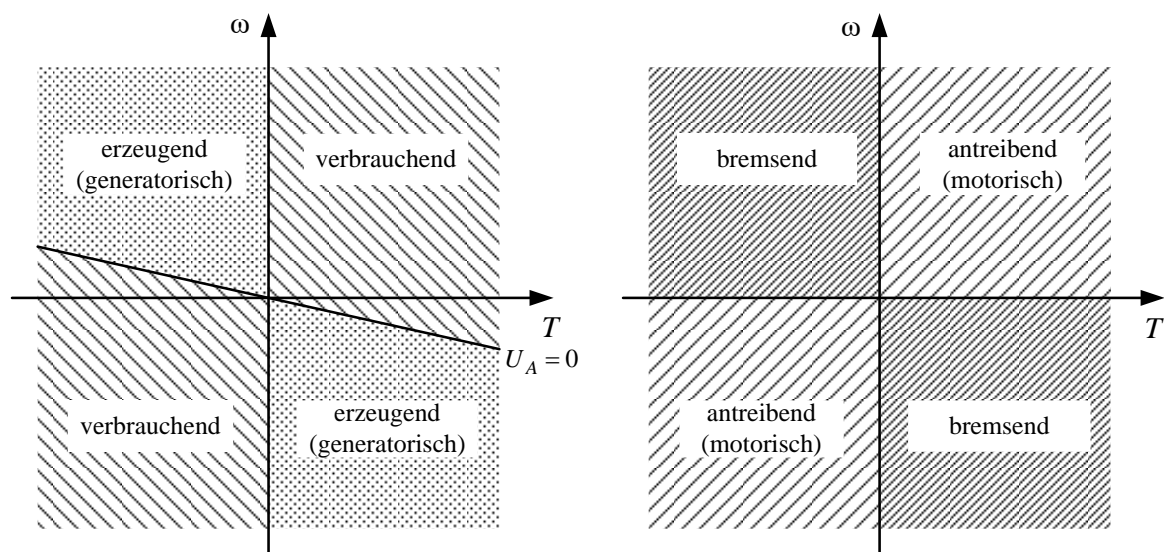 ω
erzeugend
(generatorisch)
verbrauchend
T
U_A = 0
verbrauchend
erzeugend
(generatorisch)
ω
bremsend
antreibend
(motorisch)
T
antreibend
(motorisch)
bremsend